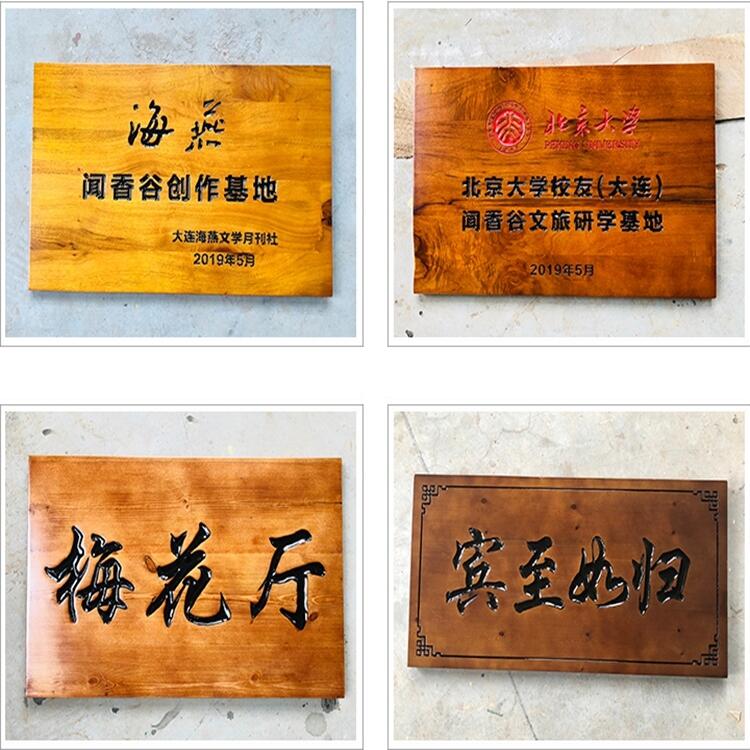 海燕
闻香谷创作基地
大连海燕文学月刊社
2019年5月
北京大学
PEKING UNIVERSITY
北京大学校友(大连)
闻香谷文旅研学基地
2019年5月
梅花厅
宾至如归